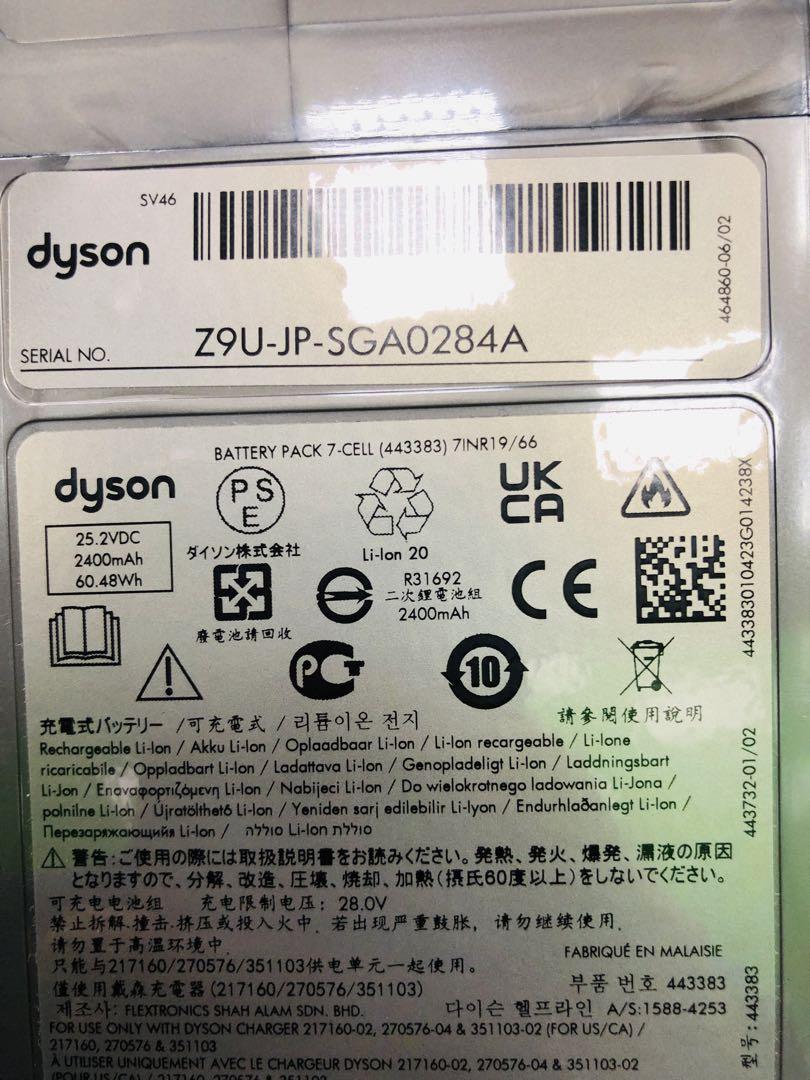 SV46
dyson
SERIAL NO.
Z9U-JP-SGA0284A
464860-06/02
BATTERY PACK 7-CELL (443383) 7INR19/66
dyson
PSE
UK
CA
25.2VDC
2400mAh
60.48Wh
ダイソン株式会社
Li-Ion 20
R31692
二次鋰電池組
2400mAh
CE
廢電池請回收
10
請參閱使用說明
443383010423G014238X
443732-01/02
充電式バッテリー /可充電式 / 리튬이온 전지
Rechargeable Li-Ion / Akku Li-Ion / Oplaadbaar Li-Ion / Li-Ion recargeable / Li-Ione
ricaricabile / Oppladbart Li-Ion / Ladattava Li-Ion / Genopladeligt Li-Ion / Laddningsbart
Li-Jon / Επαναφορτιζόμενη Li-Ion / Nabijeci Li-Ion / Do wielokrotnego ladowania Li-Jona /
polnilne Li-Ion / Újratölthető Li-Ion / Yeniden sarj edilebilir Li-Iyon / Endurhlaðanlegt Li-Ion /
Перезаряжающийя Li-Ion / סוללה Li-Ion סוללת
警告:ご使用の際には取扱説明書をお読みください。発熱、発火、爆発、漏液の原因
となりますので、分解、改造、圧壊、焼却、加熱(摂氏60度以上)をしないでください。
可充电电池组 充电限制电压: 28.0V
禁止拆解.撞击.挤压或投入火中. 若出现严重鼓胀, 请勿继续使用.
请勿置于高温环境中.
只能与217160/270576/351103供电单元一起使用。
僅使用戴森充電器(217160/270576/351103)
FABRIQUÉ EN MALAISIE
부품 번호 443383
제조사: FLEXTRONICS SHAH ALAM SDN. BHD.
다이슨 헬프라인 A/S:1588-4253
FOR USE ONLY WITH DYSON CHARGER 217160-02, 270576-04 & 351103-02 (FOR US/CA) /
217160, 270576 & 351103
À UTILISER UNIQUEMENT AVEC LE CHARGEUR DYSON 217160-02, 270576-04 & 351103-02
(POUR US/CA) / 217160, 270576 & 351103
型号:443383